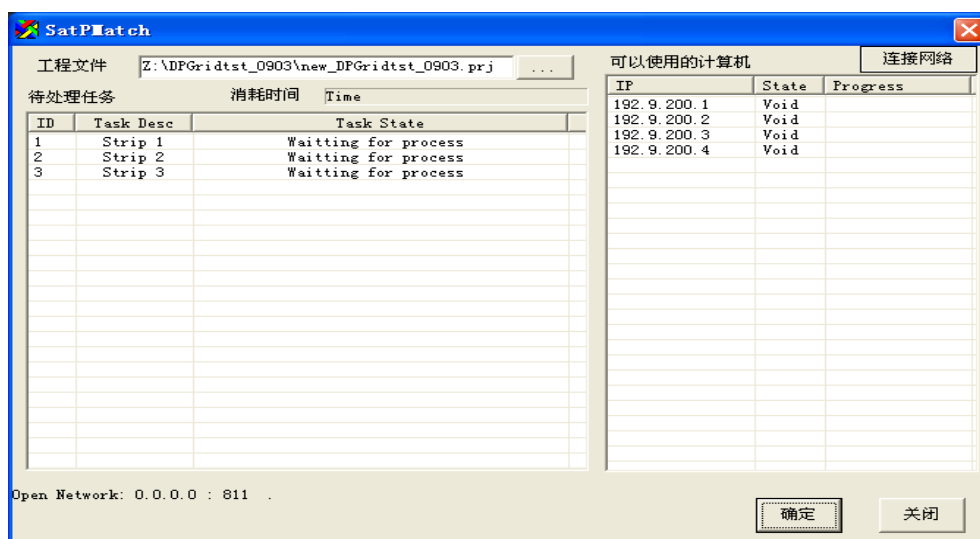 SatPMatch
工程文件 Z:\DPGridtst_0903\new_DPGridtst_0903.prj ...
待处理任务 消耗时间 Time
ID Task Desc Task State
1 Strip 1 Waitting for process
2 Strip 2 Waitting for process
3 Strip 3 Waitting for process
可以使用的计算机 连接网络
IP State Progress
192.9.200.1 Void
192.9.200.2 Void
192.9.200.3 Void
192.9.200.4 Void
Open Network: 0.0.0.0 : 811 .
确定 关闭